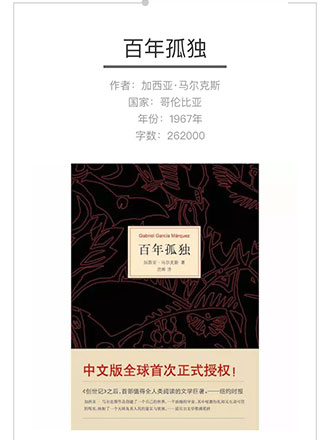 百年孤独
作者：加西亚·马尔克斯
国家：哥伦比亚
年份：1967年
字数：262000
Gabriel García Márquez
百年孤独
加西亚·马尔克斯 著
范晔 译
中文版全球首次正式授权！
《创世记》之后，首部值得全人类阅读的文学巨著。——纽约时报